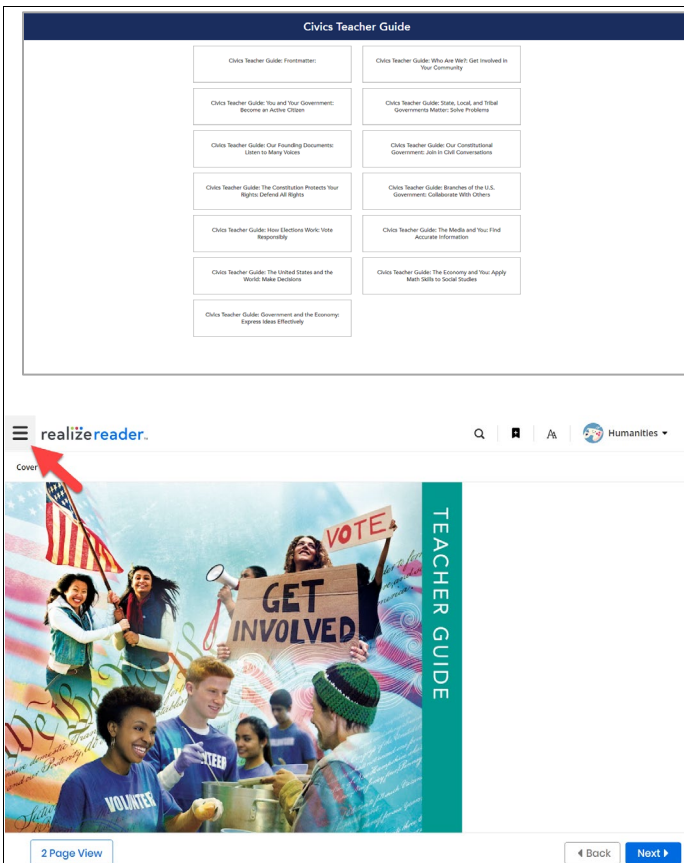 Civics Teacher Guide
Civics Teacher Guide: Frontmatter:
Civics Teacher Guide: Who Are We?: Get Involved In
Your Community
Civics Teacher Guide: You and Your Government:
Become an Active Citizen
Civics Teacher Guide: State, Local, and Tribal
Governments Matter: Solve Problems
Civics Teacher Guide: Our Founding Documents:
Listen to Many Voices
Civics Teacher Guide: Our Constitutional
Government: Join in Civil Conversations
Civics Teacher Guide: The Constitution Protects Your
Rights: Defend All Rights
Civics Teacher Guide: Branches of the U.S.
Government: Collaborate With Others
Civics Teacher Guide: How Elections Work: Vote
Responsibly
Civics Teacher Guide: The Media and You: Find
Accurate Information
Civics Teacher Guide: The United States and the
World: Make Decisions
Civics Teacher Guide: The Economy and You: Apply
Math Skills to Social Studies
Civics Teacher Guide: Government and the Economy:
Express Ideas Effectively
realizereader™
Humanities
Cover
VOTE
GET
INVOLVED
TEACHER GUIDE
We the People
VOLUNTEER
2 Page View
Back
Next